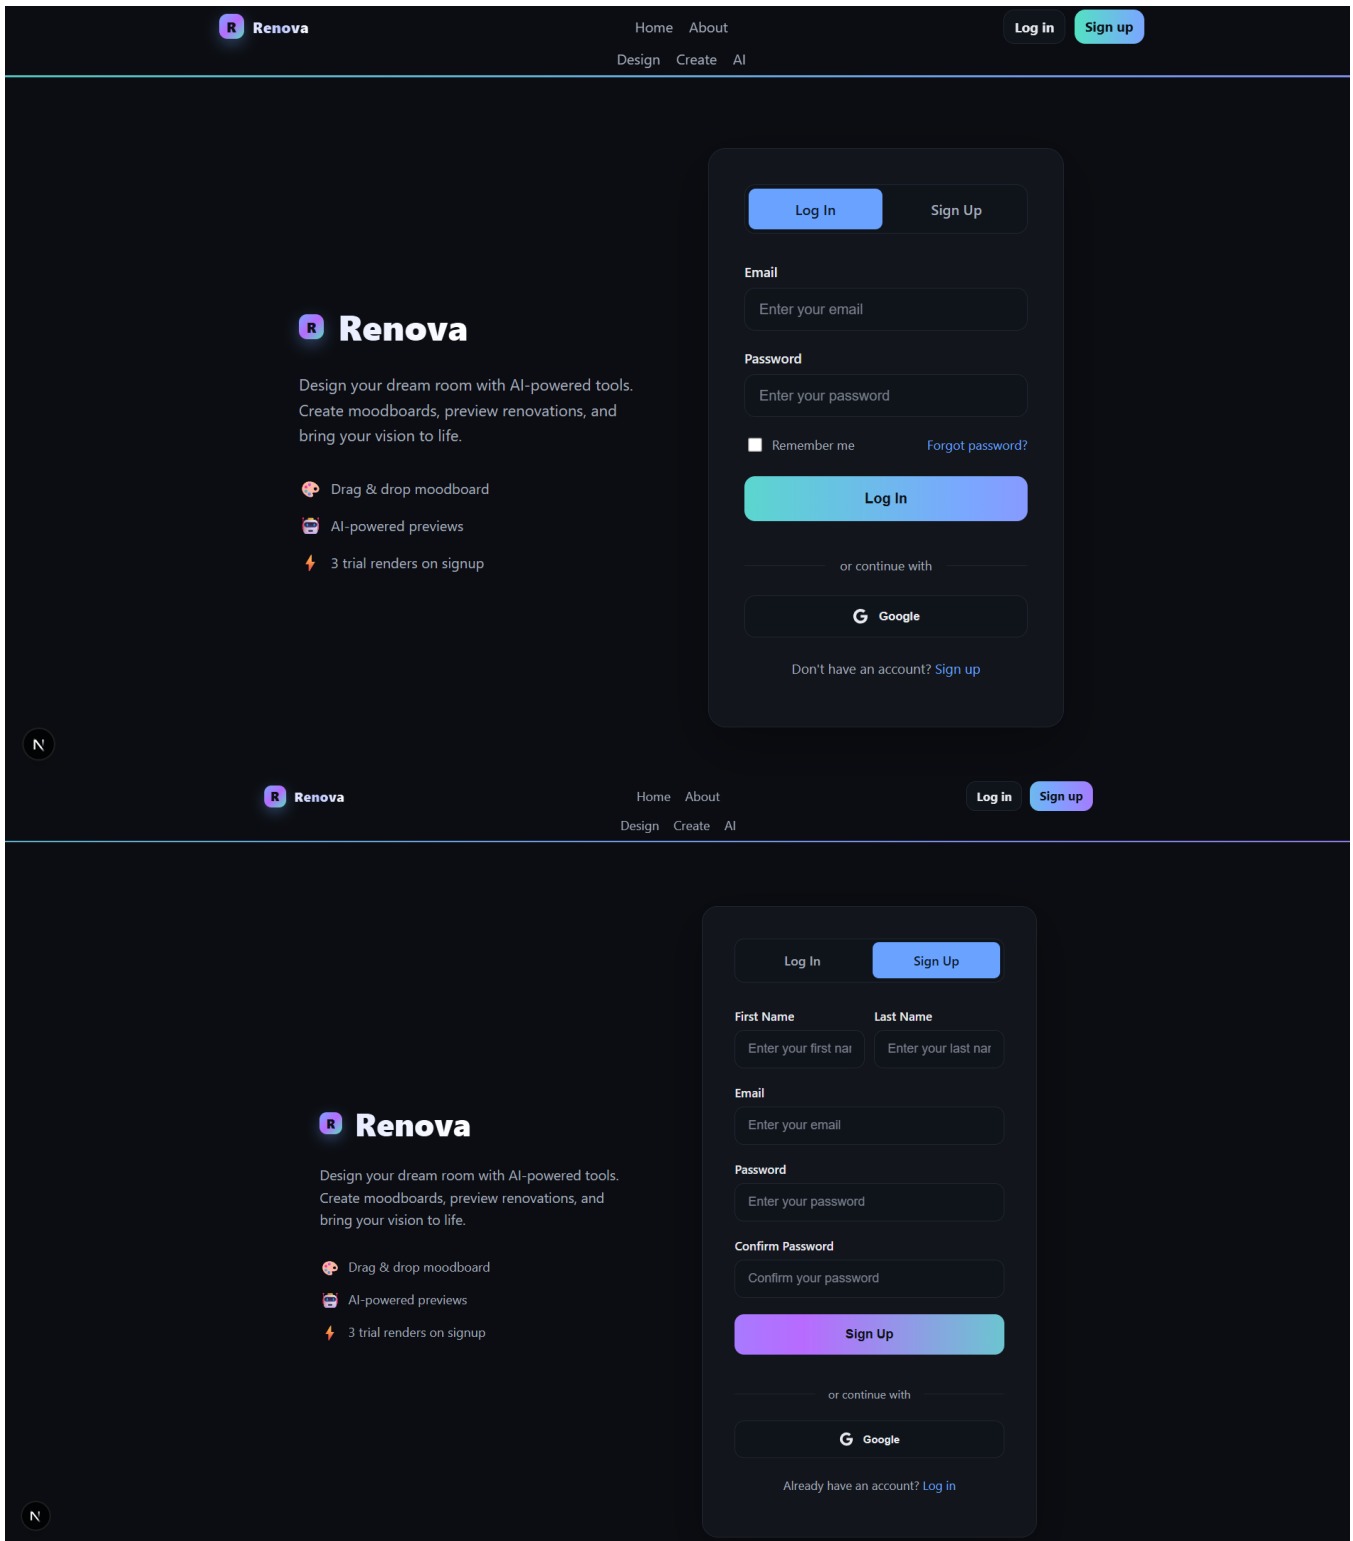 R Renova
Home About
Log in Sign up
Design Create AI
Log In Sign Up
Email
Enter your email
R Renova
Password
Design your dream room with AI-powered tools.
Create moodboards, preview renovations, and
bring your vision to life.
Enter your password
Remember me Forgot password?
Drag & drop moodboard
Log In
AI-powered previews
3 trial renders on signup
or continue with
G Google
Don't have an account? Sign up
N
R Renova
Home About
Log in Sign up
Design Create AI
Log In Sign Up
First Name Last Name
Enter your first nar Enter your last nar
Email
Enter your email
R Renova
Password
Design your dream room with AI-powered tools.
Create moodboards, preview renovations, and
bring your vision to life.
Enter your password
Confirm Password
Drag & drop moodboard
Confirm your password
AI-powered previews
3 trial renders on signup
Sign Up
or continue with
G Google
Already have an account? Log in
N